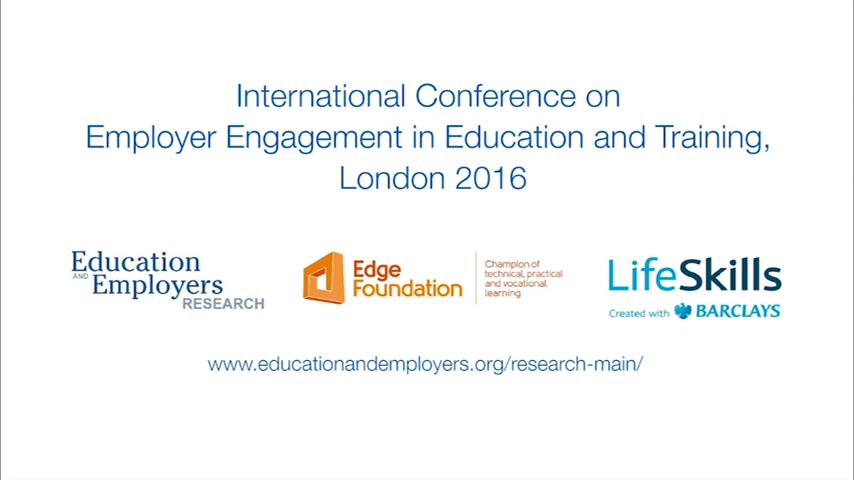 International Conference on
Employer Engagement in Education and Training,
London 2016
Education
AND Employers
RESEARCH
Edge
Foundation
Champion of
technical, practical
and vocational
learning
LifeSkills
Created with BARCLAYS
www.educationandemployers.org/research-main/